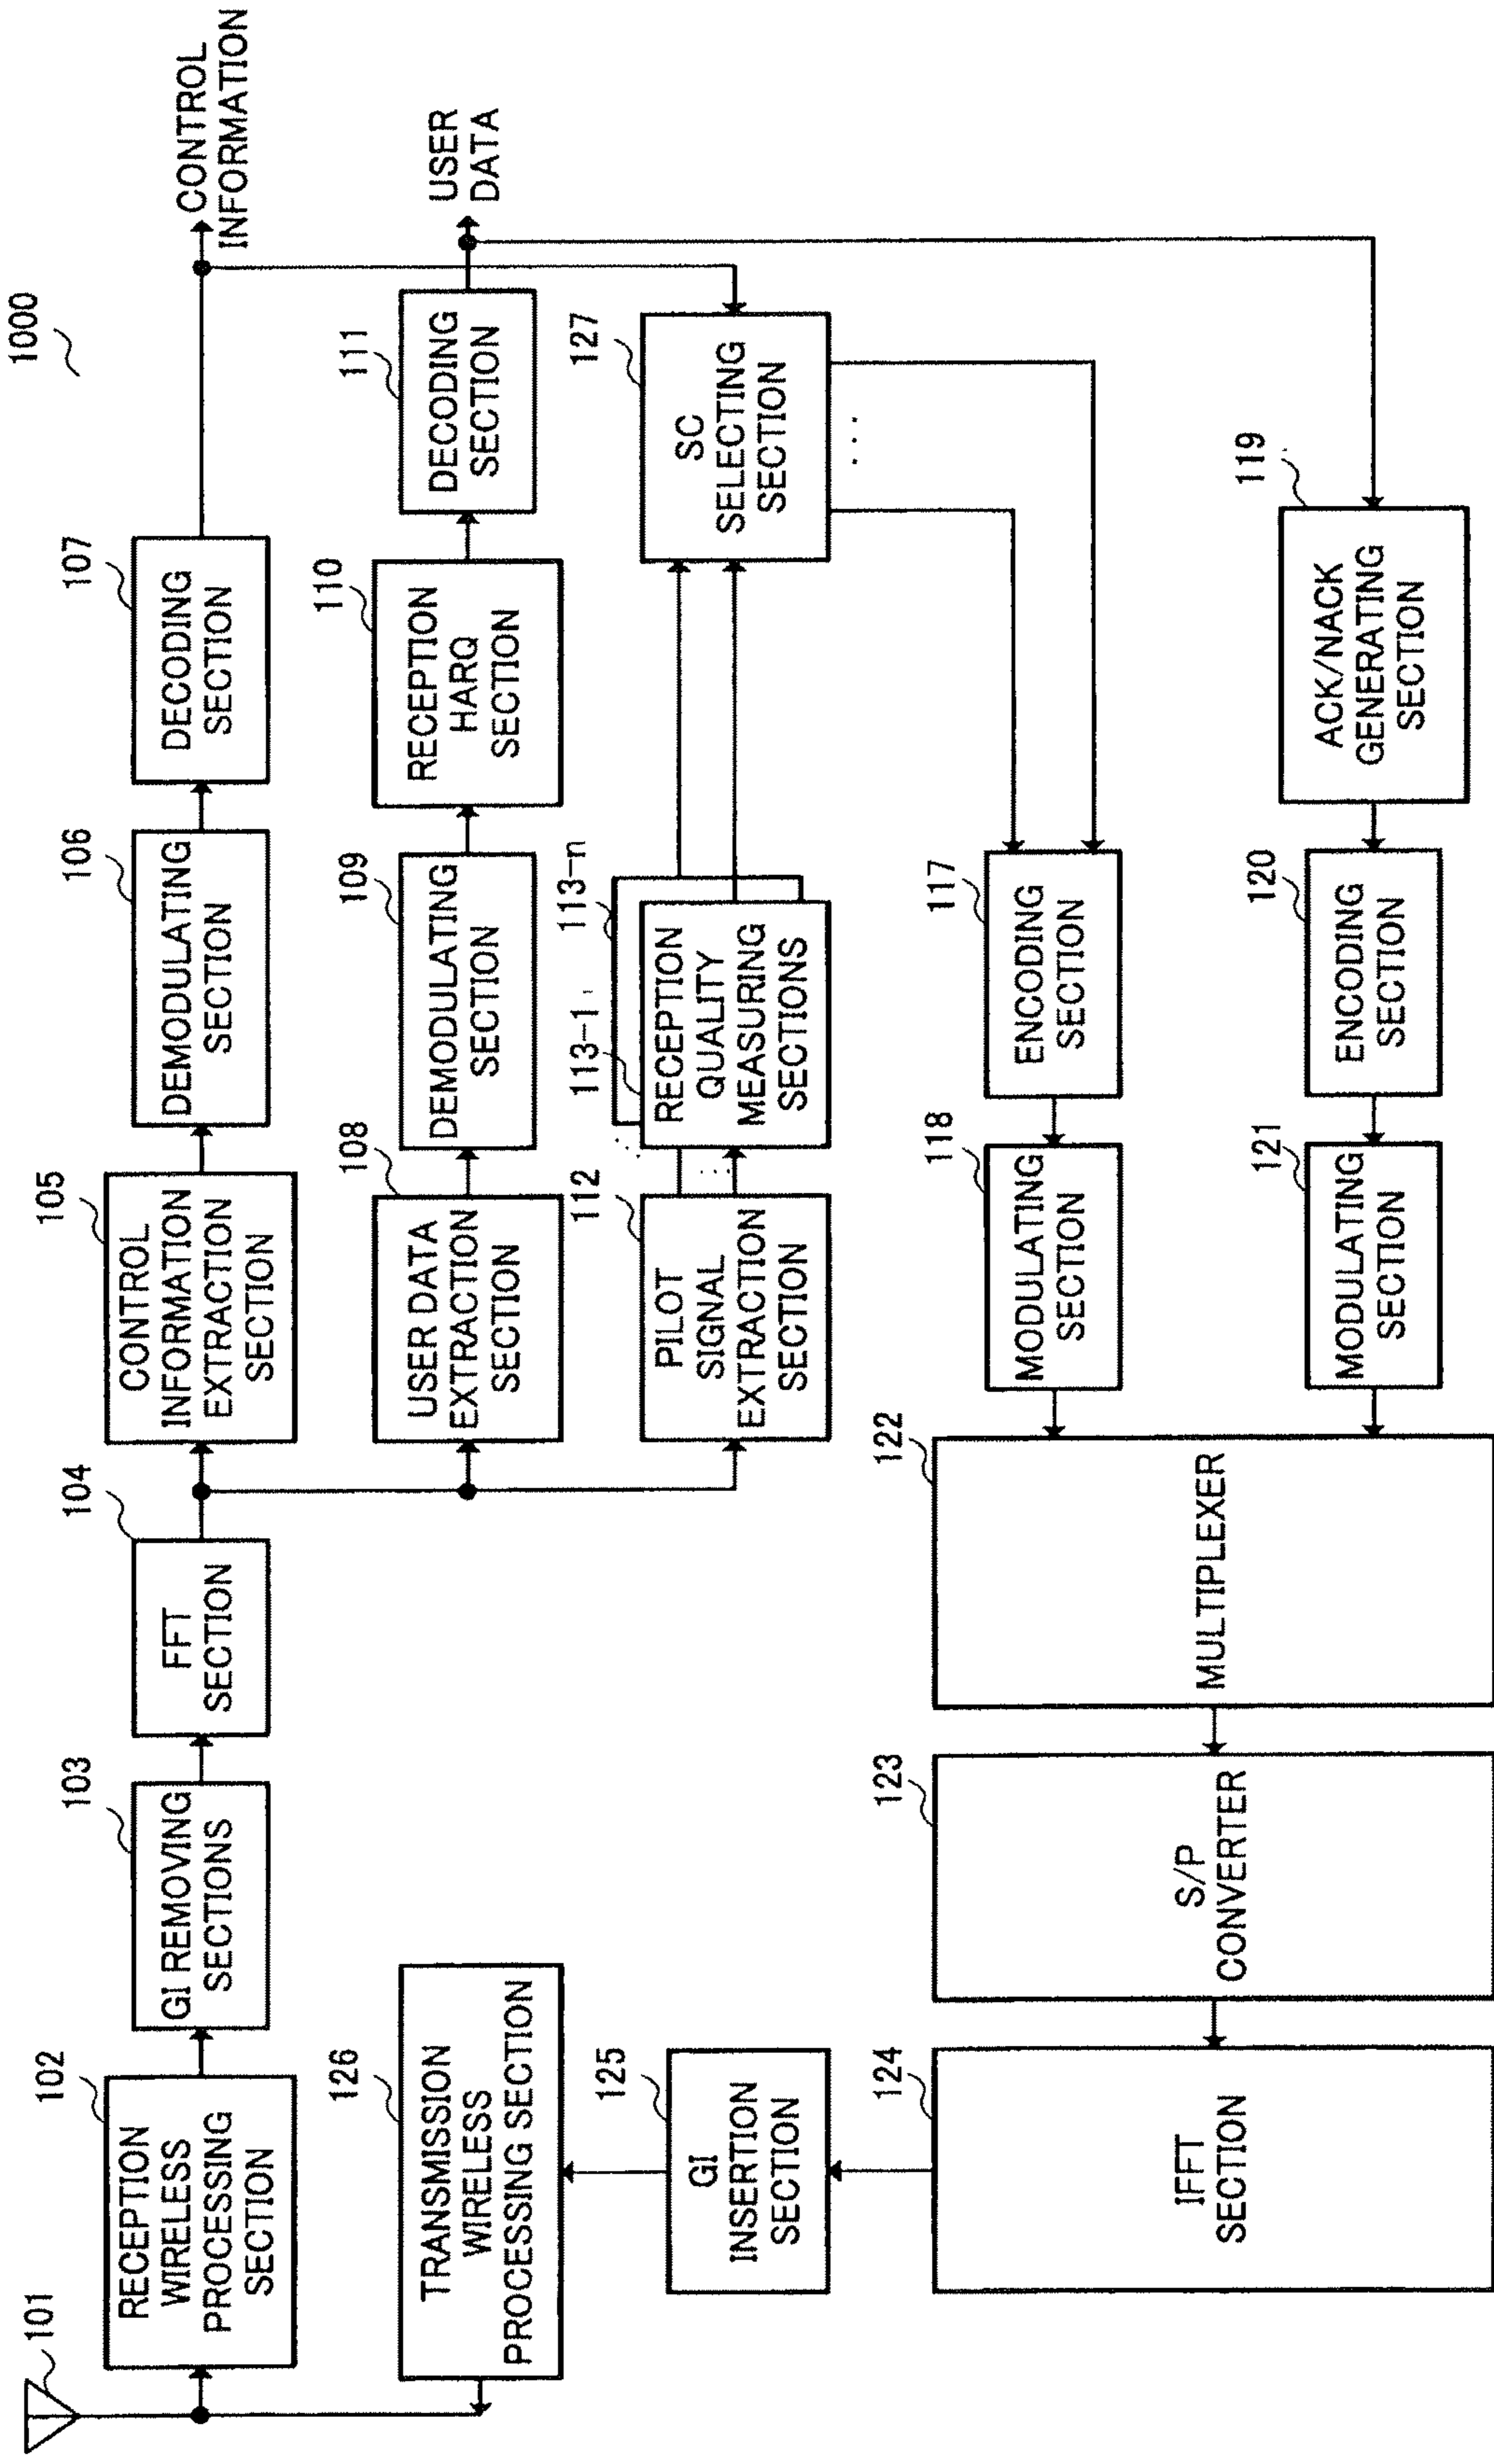 1000
101
102
RECEPTION
WIRELESS
PROCESSING
SECTION
103
GI REMOVING
SECTIONS
104
FFT
SECTION
105
CONTROL
INFORMATION
EXTRACTION
SECTION
106
DEMODULATING
SECTION
107
DECODING
SECTION
CONTROL
INFORMATION
108
USER DATA
EXTRACTION
SECTION
109
DEMODULATING
SECTION
110
RECEPTION
HARQ
SECTION
111
DECODING
SECTION
USER
DATA
112
PILOT
SIGNAL
EXTRACTION
SECTION
113-1
113-n
RECEPTION
QUALITY
MEASURING
SECTIONS
127
SC
SELECTING
SECTION
...
126
TRANSMISSION
WIRELESS
PROCESSING SECTION
125
GI
INSERTION
SECTION
124
IFFT
SECTION
123
S/P
CONVERTER
122
MULTIPLEXER
118
MODULATING
SECTION
117
ENCODING
SECTION
121
MODULATING
SECTION
120
ENCODING
SECTION
119
ACK/NACK
GENERATING
SECTION